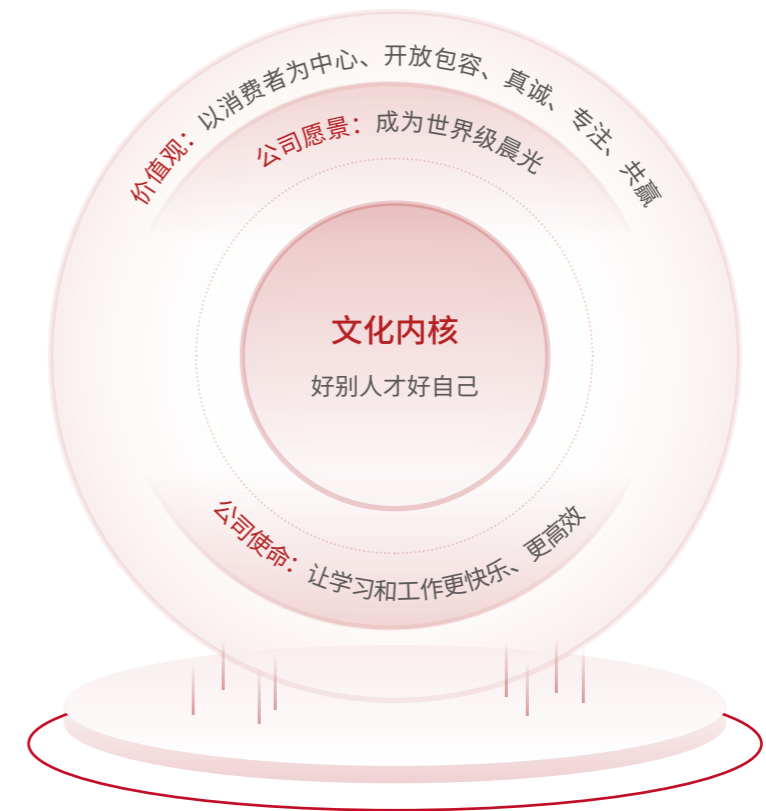 价值观：以消费者为中心、开放包容、真诚、专注、共赢
公司愿景：成为世界级晨光
文化内核
好别人才好自己
公司使命：让学习和工作更快乐、更高效